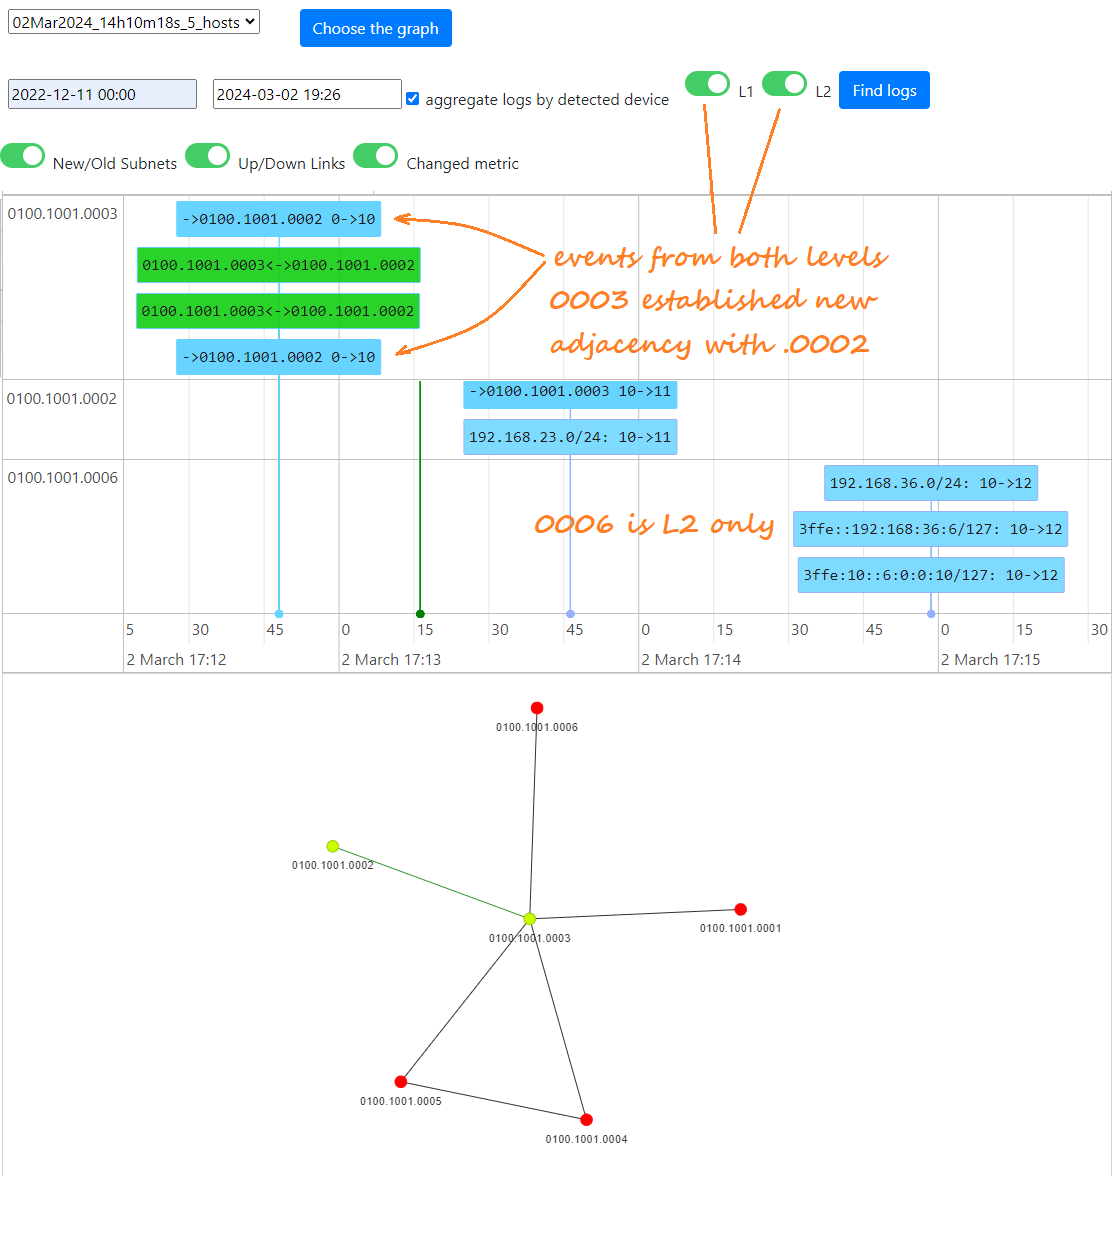 02Mar2024_14h10m18s_5_hosts
Choose the graph
2022-12-11 00:00
2024-03-02 19:26
aggregate logs by detected device
L1
L2
Find logs
New/Old Subnets
Up/Down Links
Changed metric
0100.1001.0003
->0100.1001.0002 0->10
0100.1001.0003<->0100.1001.0002
0100.1001.0003<->0100.1001.0002
->0100.1001.0002 0->10
events from both levels
0003 established new
adjacency with .0002
0100.1001.0002
->0100.1001.0003 10->11
192.168.23.0/24: 10->11
0100.1001.0006
192.168.36.0/24: 10->12
0006 is L2 only
3ffe::192:168:36:6/127: 10->12
3ffe:10::6:0:0:10/127: 10->12
5 30 45 0 15 30 45 0 15 30 45 0 15 30
2 March 17:12 2 March 17:13 2 March 17:14 2 March 17:15
0100.1001.0006
0100.1001.0002
0100.1001.0003
0100.1001.0001
0100.1001.0005
0100.1001.0004